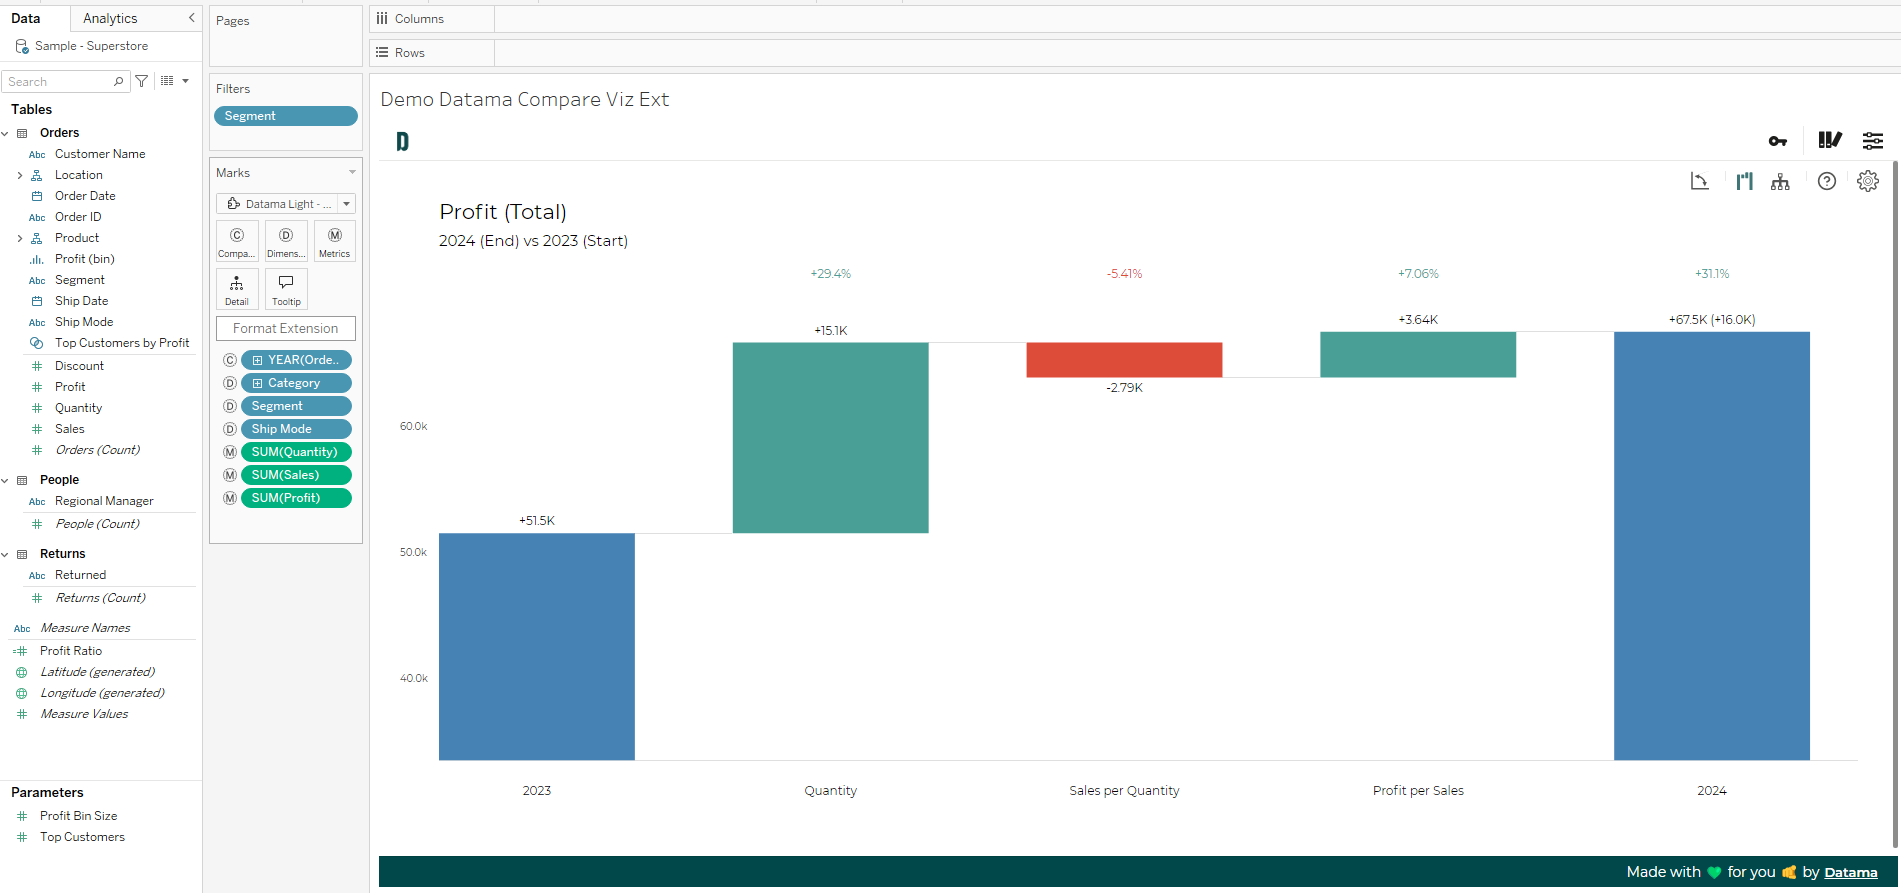 Data
Analytics
Sample - Superstore
Search
Tables
Orders
Abc Customer Name
Location
Order Date
Abc Order ID
Product
Profit (bin)
Abc Segment
Ship Date
Abc Ship Mode
Top Customers by Profit
Discount
Profit
Quantity
Sales
Orders (Count)
People
Abc Regional Manager
People (Count)
Returns
Abc Returned
Returns (Count)
Abc Measure Names
Profit Ratio
Latitude (generated)
Longitude (generated)
Measure Values
Parameters
Profit Bin Size
Top Customers
Pages
Filters
Segment
Marks
Datama Light - ...
C D M
Compa... Dimens... Metrics
Detail Tooltip
Format Extension
C YEAR(Orde..
D Category
D Segment
D Ship Mode
M SUM(Quantity)
M SUM(Sales)
M SUM(Profit)
Columns
Rows
Demo Datama Compare Viz Ext
D
Profit (Total)
2024 (End) vs 2023 (Start)
+29.4% -5.41% +7.06% +31.1%
+51.5K
+15.1K
-2.79K
+3.64K
+67.5K (+16.0K)
60.0k
50.0k
40.0k
2023 Quantity Sales per Quantity Profit per Sales 2024
Made with 💚 for you 🤙 by Datama